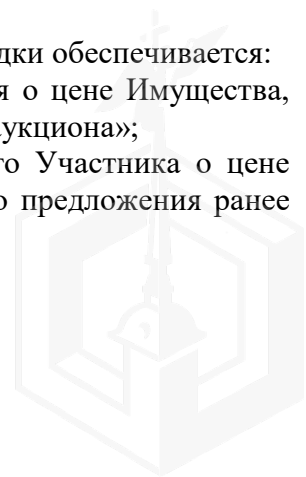 дки обеспечивается:
я о цене Имущества,
укциона»;
го Участника о цене
о предложения ранее